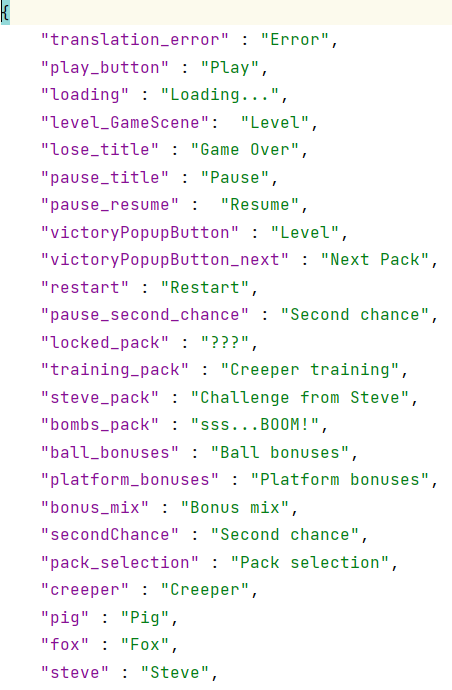 {
    "translation_error" : "Error",
    "play_button" : "Play",
    "loading" : "Loading...",
    "level_GameScene":  "Level",
    "lose_title" : "Game Over",
    "pause_title" : "Pause",
    "pause_resume" :  "Resume",
    "victoryPopupButton" : "Level",
    "victoryPopupButton_next" : "Next Pack",
    "restart" : "Restart",
    "pause_second_chance" : "Second chance",
    "locked_pack" : "???",
    "training_pack" : "Creeper training",
    "steve_pack" : "Challenge from Steve",
    "bombs_pack" : "sss...BOOM!",
    "ball_bonuses" : "Ball bonuses",
    "platform_bonuses" : "Platform bonuses",
    "bonus_mix" : "Bonus mix",
    "secondChance" : "Second chance",
    "pack_selection" : "Pack selection",
    "creeper" : "Creeper",
    "pig" : "Pig",
    "fox" : "Fox",
    "steve" : "Steve",